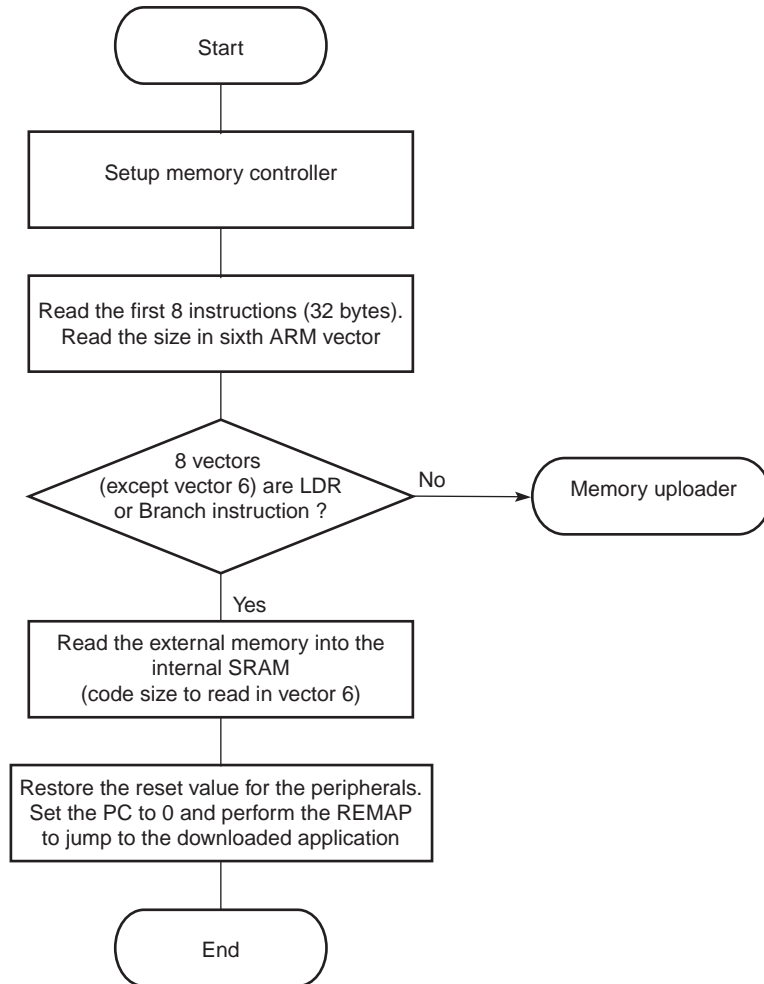 Start
Setup memory controller
Read the first 8 instructions (32 bytes).
Read the size in sixth ARM vector
8 vectors
(except vector 6) are LDR
or Branch instruction ?
No
Memory uploader
Yes
Read the external memory into the
internal SRAM
(code size to read in vector 6)
Restore the reset value for the peripherals.
Set the PC to 0 and perform the REMAP
to jump to the downloaded application
End